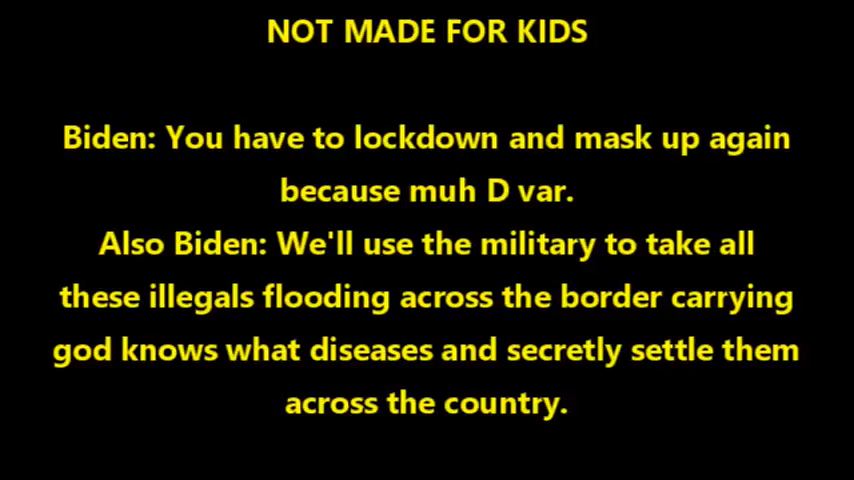 NOT MADE FOR KIDS
Biden: You have to lockdown and mask up again
because muh D var.
Also Biden: We'll use the military to take all
these illegals flooding across the border carrying
god knows what diseases and secretly settle them
across the country.